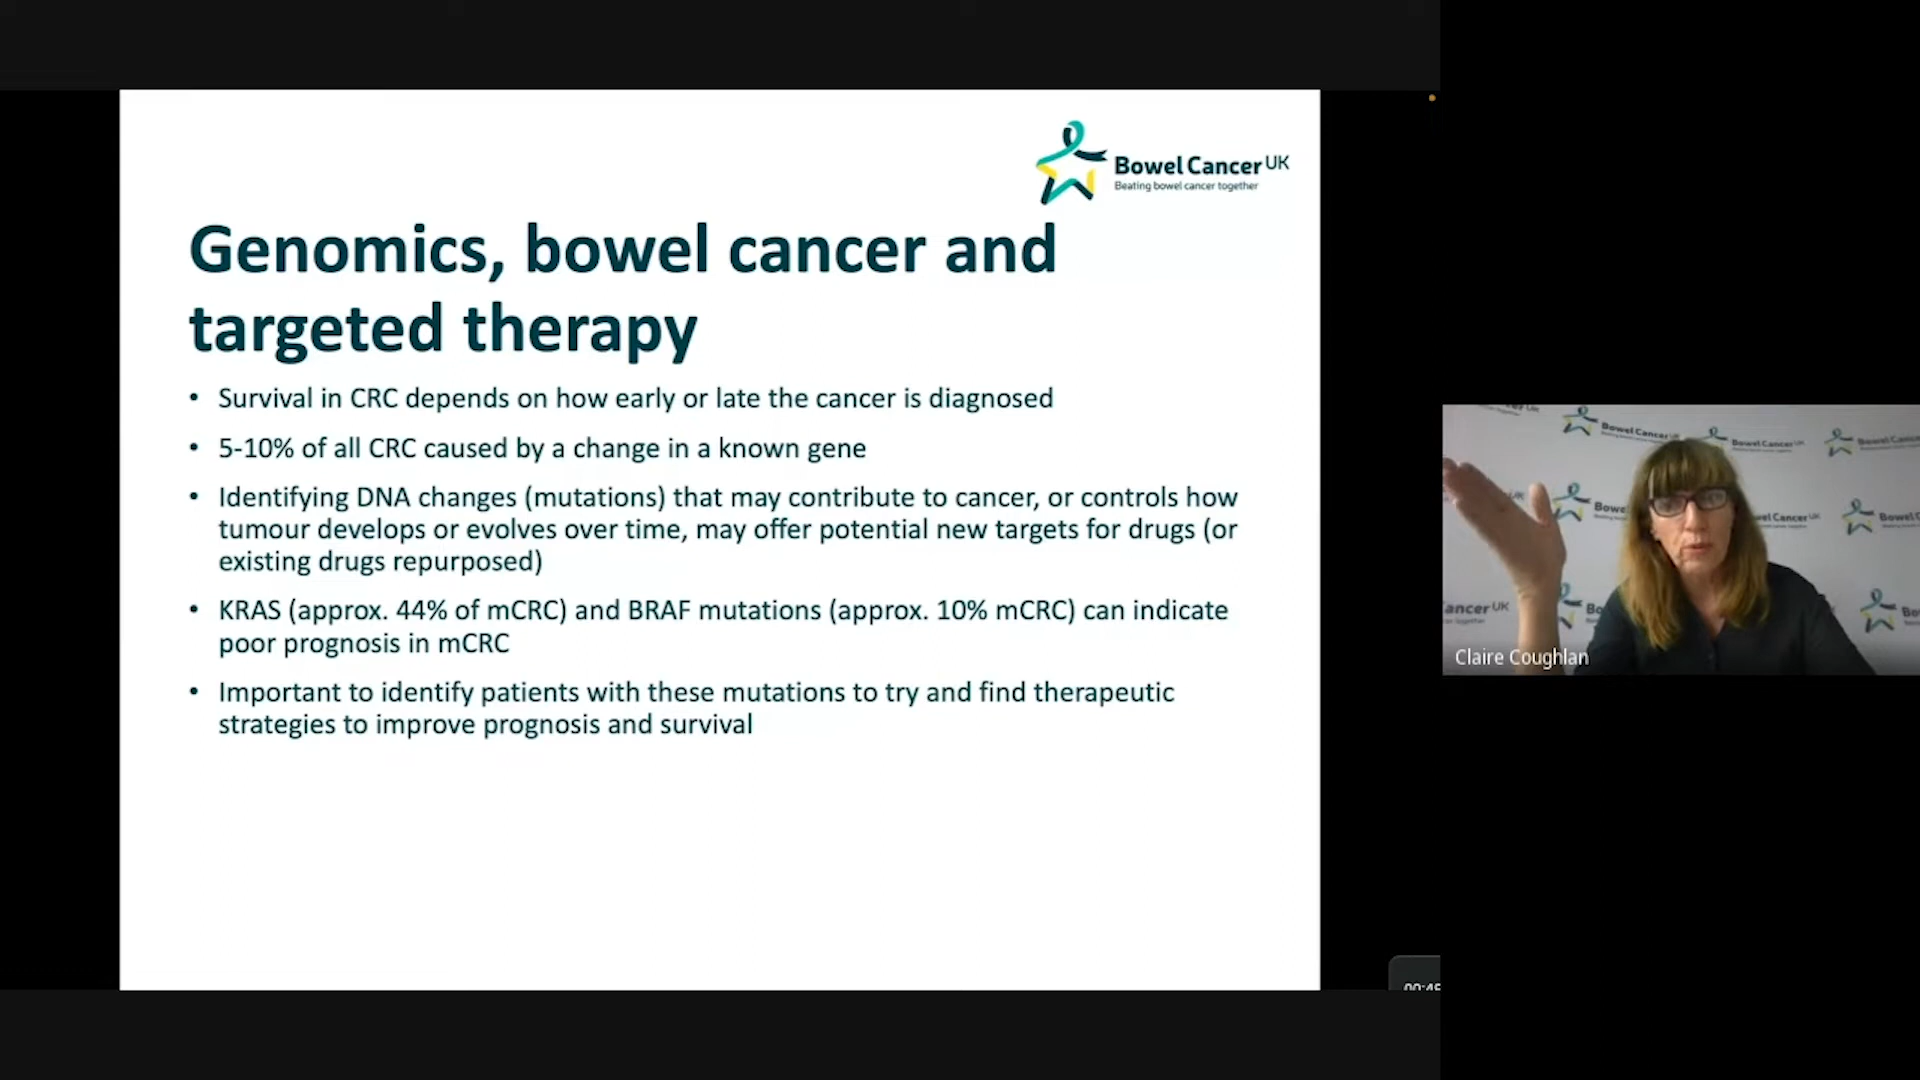 Bowel Cancer UK
Beating bowel cancer together
Genomics, bowel cancer and
targeted therapy
• Survival in CRC depends on how early or late the cancer is diagnosed
• 5-10% of all CRC caused by a change in a known gene
• Identifying DNA changes (mutations) that may contribute to cancer, or controls how
tumour develops or evolves over time, may offer potential new targets for drugs (or
existing drugs repurposed)
• KRAS (approx. 44% of mCRC) and BRAF mutations (approx. 10% mCRC) can indicate
poor prognosis in mCRC
• Important to identify patients with these mutations to try and find therapeutic
strategies to improve prognosis and survival
Bowel Cancer
Bowel Cancer UK
Claire Coughlan